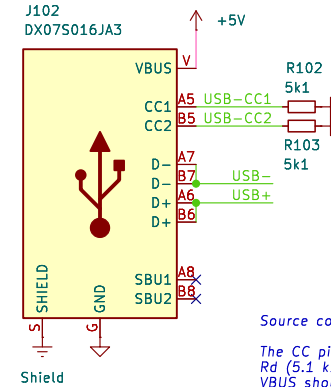 J102
DX07S016JA3
+5V
VBUS V
R102
5k1
CC1 A5 USB-CC1
CC2 B5 USB-CC2
R103
5k1
D- A7
D- B7 USB-
D+ A6 USB+
D+ B6
SBU1 A8
SBU2 B8
SHIELD
GND
S
G
Shield
Source co
The CC pi
Rd (5.1 k
VBUS sho